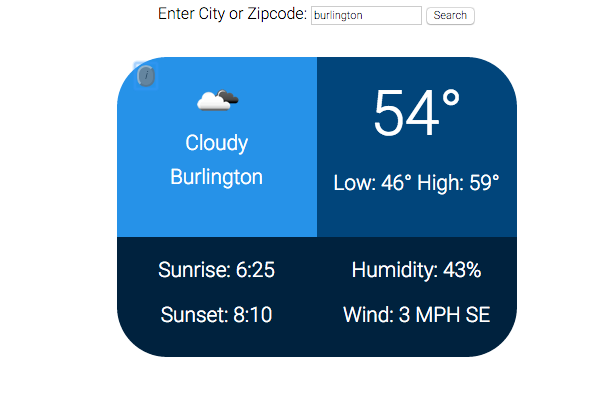 Enter City or Zipcode: burlington Search
i
Cloudy
Burlington
54°
Low: 46° High: 59°
Sunrise: 6:25
Sunset: 8:10
Humidity: 43%
Wind: 3 MPH SE